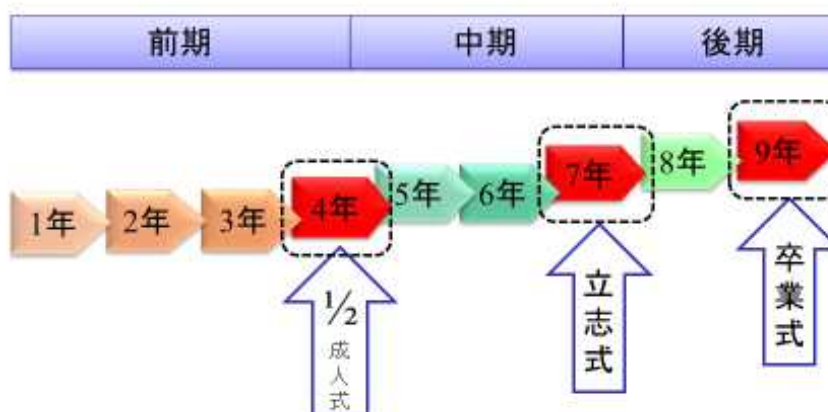 前期 中期 後期
1年 2年 3年 4年 5年 6年 7年 8年 9年
½
成人式
立志式
卒業式